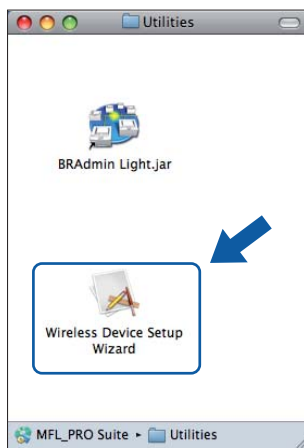 Utilities
BRAdmin Light.jar
Wireless Device Setup
Wizard
MFL_PRO Suite ▸ Utilities